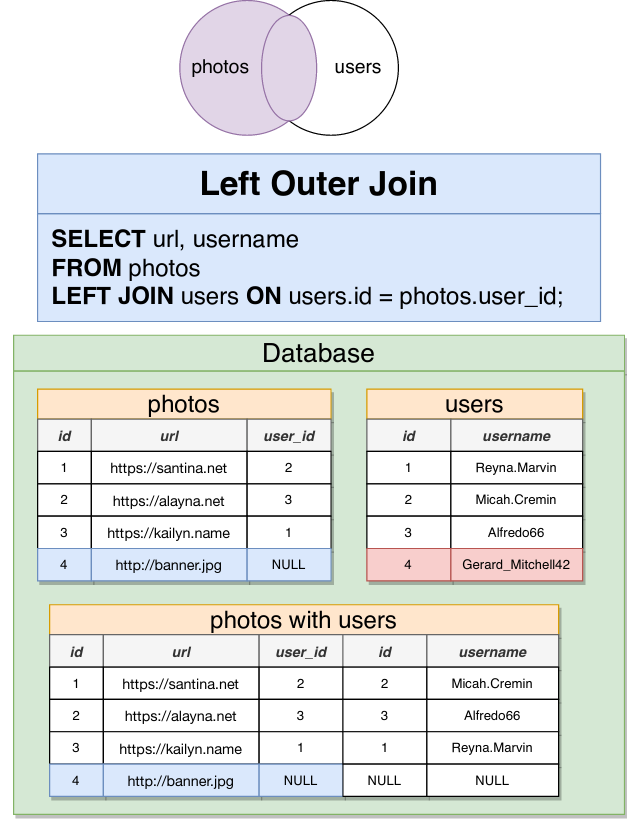 photos users
Left Outer Join
SELECT url, username
FROM photos
LEFT JOIN users ON users.id = photos.user_id;
Database
photos
id url user_id
1 https://santina.net 2
2 https://alayna.net 3
3 https://kailyn.name 1
4 http://banner.jpg NULL
users
id username
1 Reyna.Marvin
2 Micah.Cremin
3 Alfredo66
4 Gerard_Mitchell42
photos with users
id url user_id id username
1 https://santina.net 2 2 Micah.Cremin
2 https://alayna.net 3 3 Alfredo66
3 https://kailyn.name 1 1 Reyna.Marvin
4 http://banner.jpg NULL NULL NULL